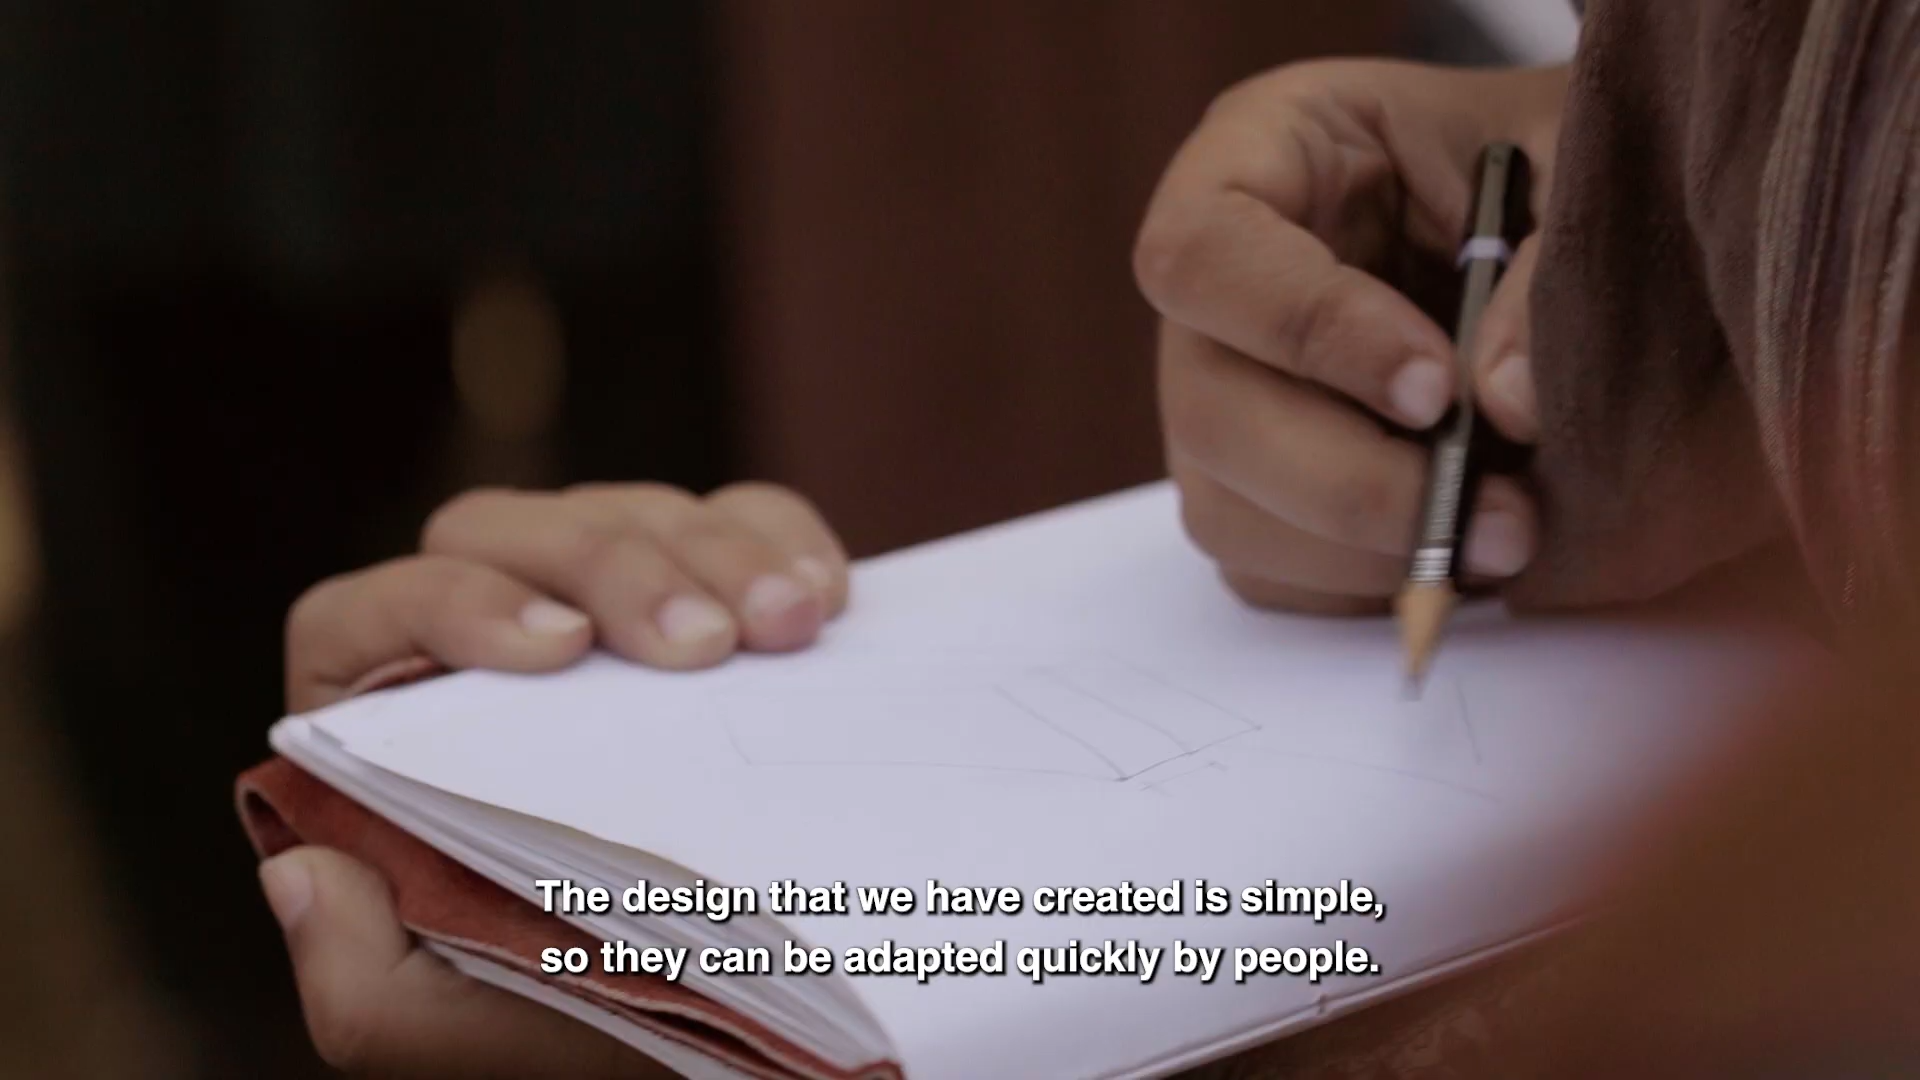 The design that we have created is simple,
so they can be adapted quickly by people.